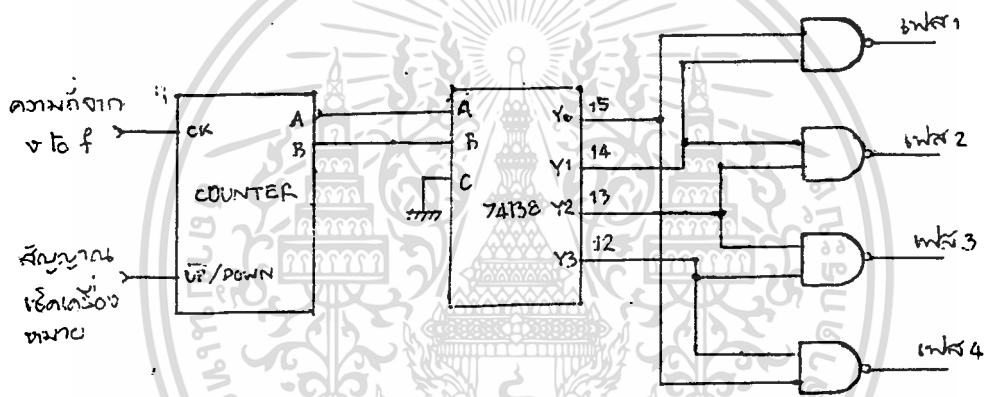 ความถี่จาก
v to f
CK
A
B
COUNTER
สัญญาณ
เช็คเครื่อง
หมาย
UP/DOWN
A
B
C
74138
Y0
15
Y1
14
Y2
13
Y3
12
เฟส 1
เฟส 2
เฟส 3
เฟส 4